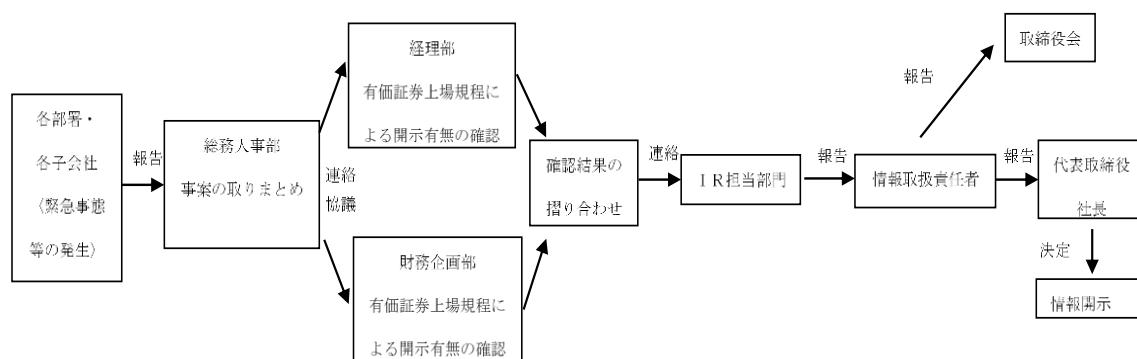 各部署・
各子会社
（緊急事態
等の発生）
報告
総務人事部
事案の取りまとめ
連絡
協議
経理部
有価証券上場規程に
よる開示有無の確認
財務企画部
有価証券上場規程に
よる開示有無の確認
確認結果の
摺り合わせ
連絡
ＩＲ担当部門
報告
情報取扱責任者
報告
取締役会
報告
代表取締役
社長
決定
情報開示